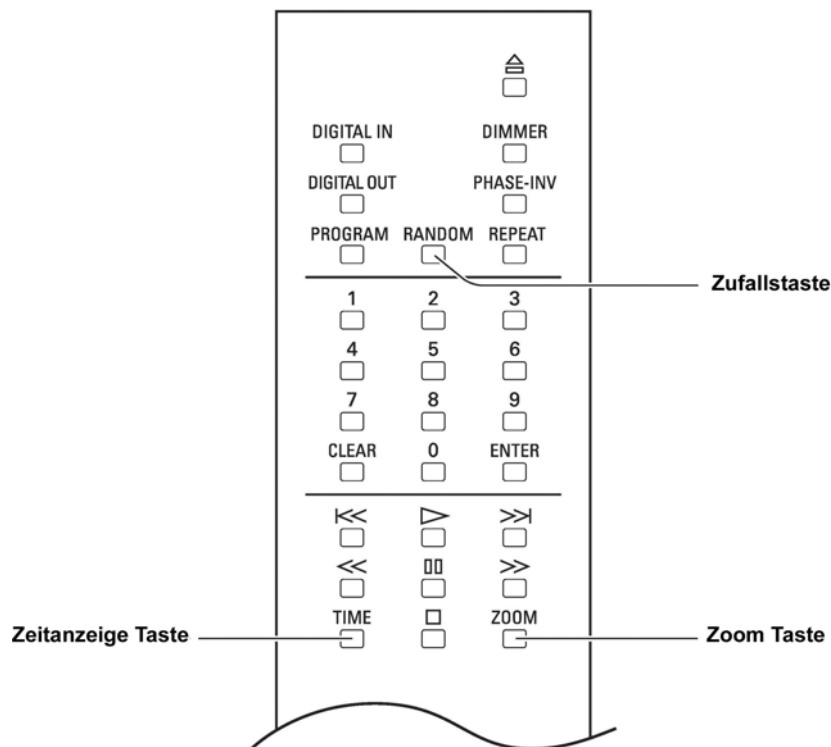 DIGITAL IN DIMMER
DIGITAL OUT PHASE-INV
PROGRAM RANDOM REPEAT
Zufallstaste
1 2 3
4 5 6
7 8 9
CLEAR 0 ENTER
TIME ZOOM
Zeitanzeige Taste
Zoom Taste